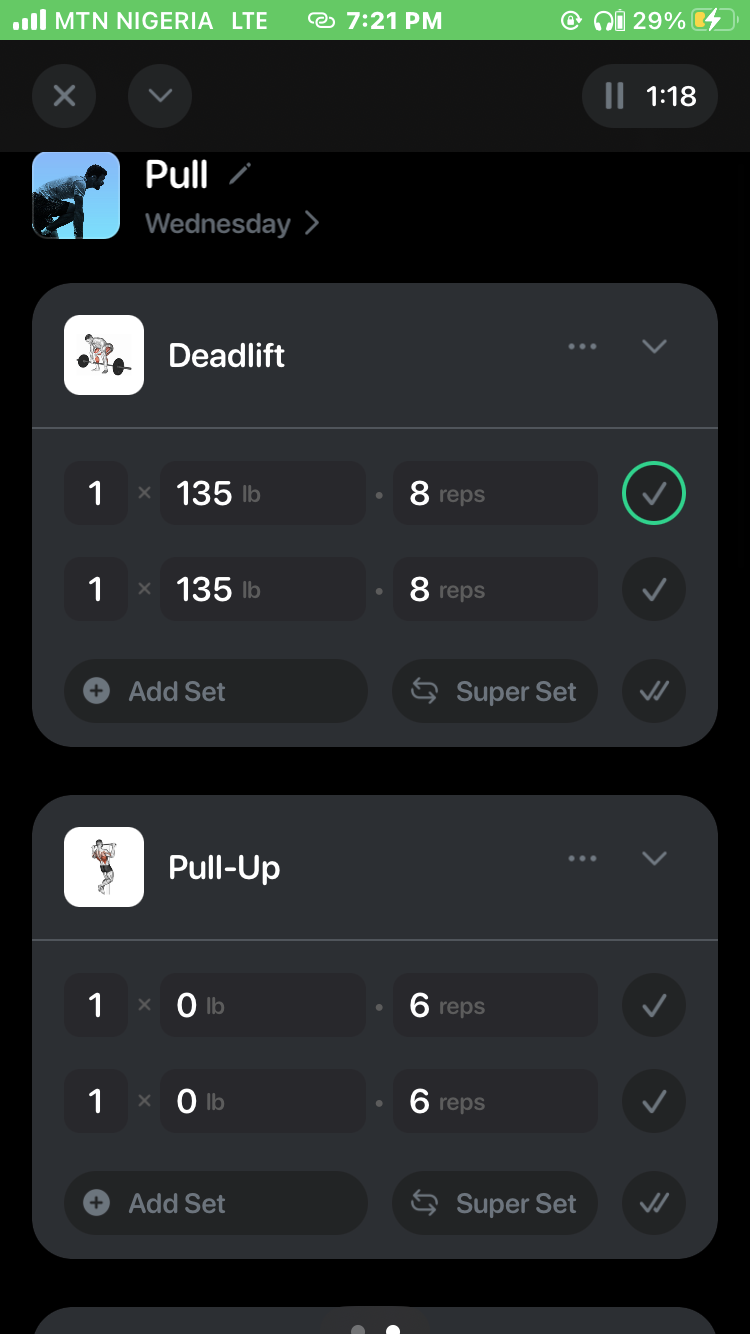 MTN NIGERIA LTE 7:21 PM 29%
1:18
Pull
Wednesday
Deadlift
1 × 135 lb · 8 reps
1 × 135 lb · 8 reps
Add Set Super Set
Pull-Up
1 × 0 lb · 6 reps
1 × 0 lb · 6 reps
Add Set Super Set